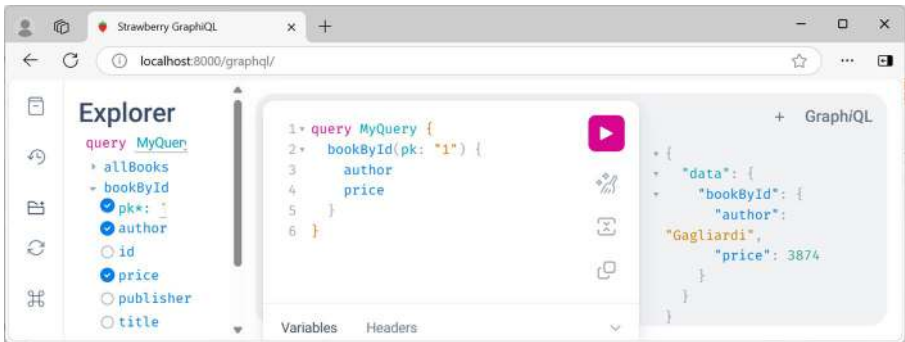 Strawberry GraphiQL
localhost:8000/graphql/
Explorer
query MyQuery
allBooks
bookById
pk*: "
author
id
price
publisher
title
1 query MyQuery {
2 bookById(pk: "1") {
3 author
4 price
5 }
6 }
Variables Headers
+ GraphiQL
{
"data": {
"bookById": {
"author":
"Gagliardi",
"price": 3874
}
}
}